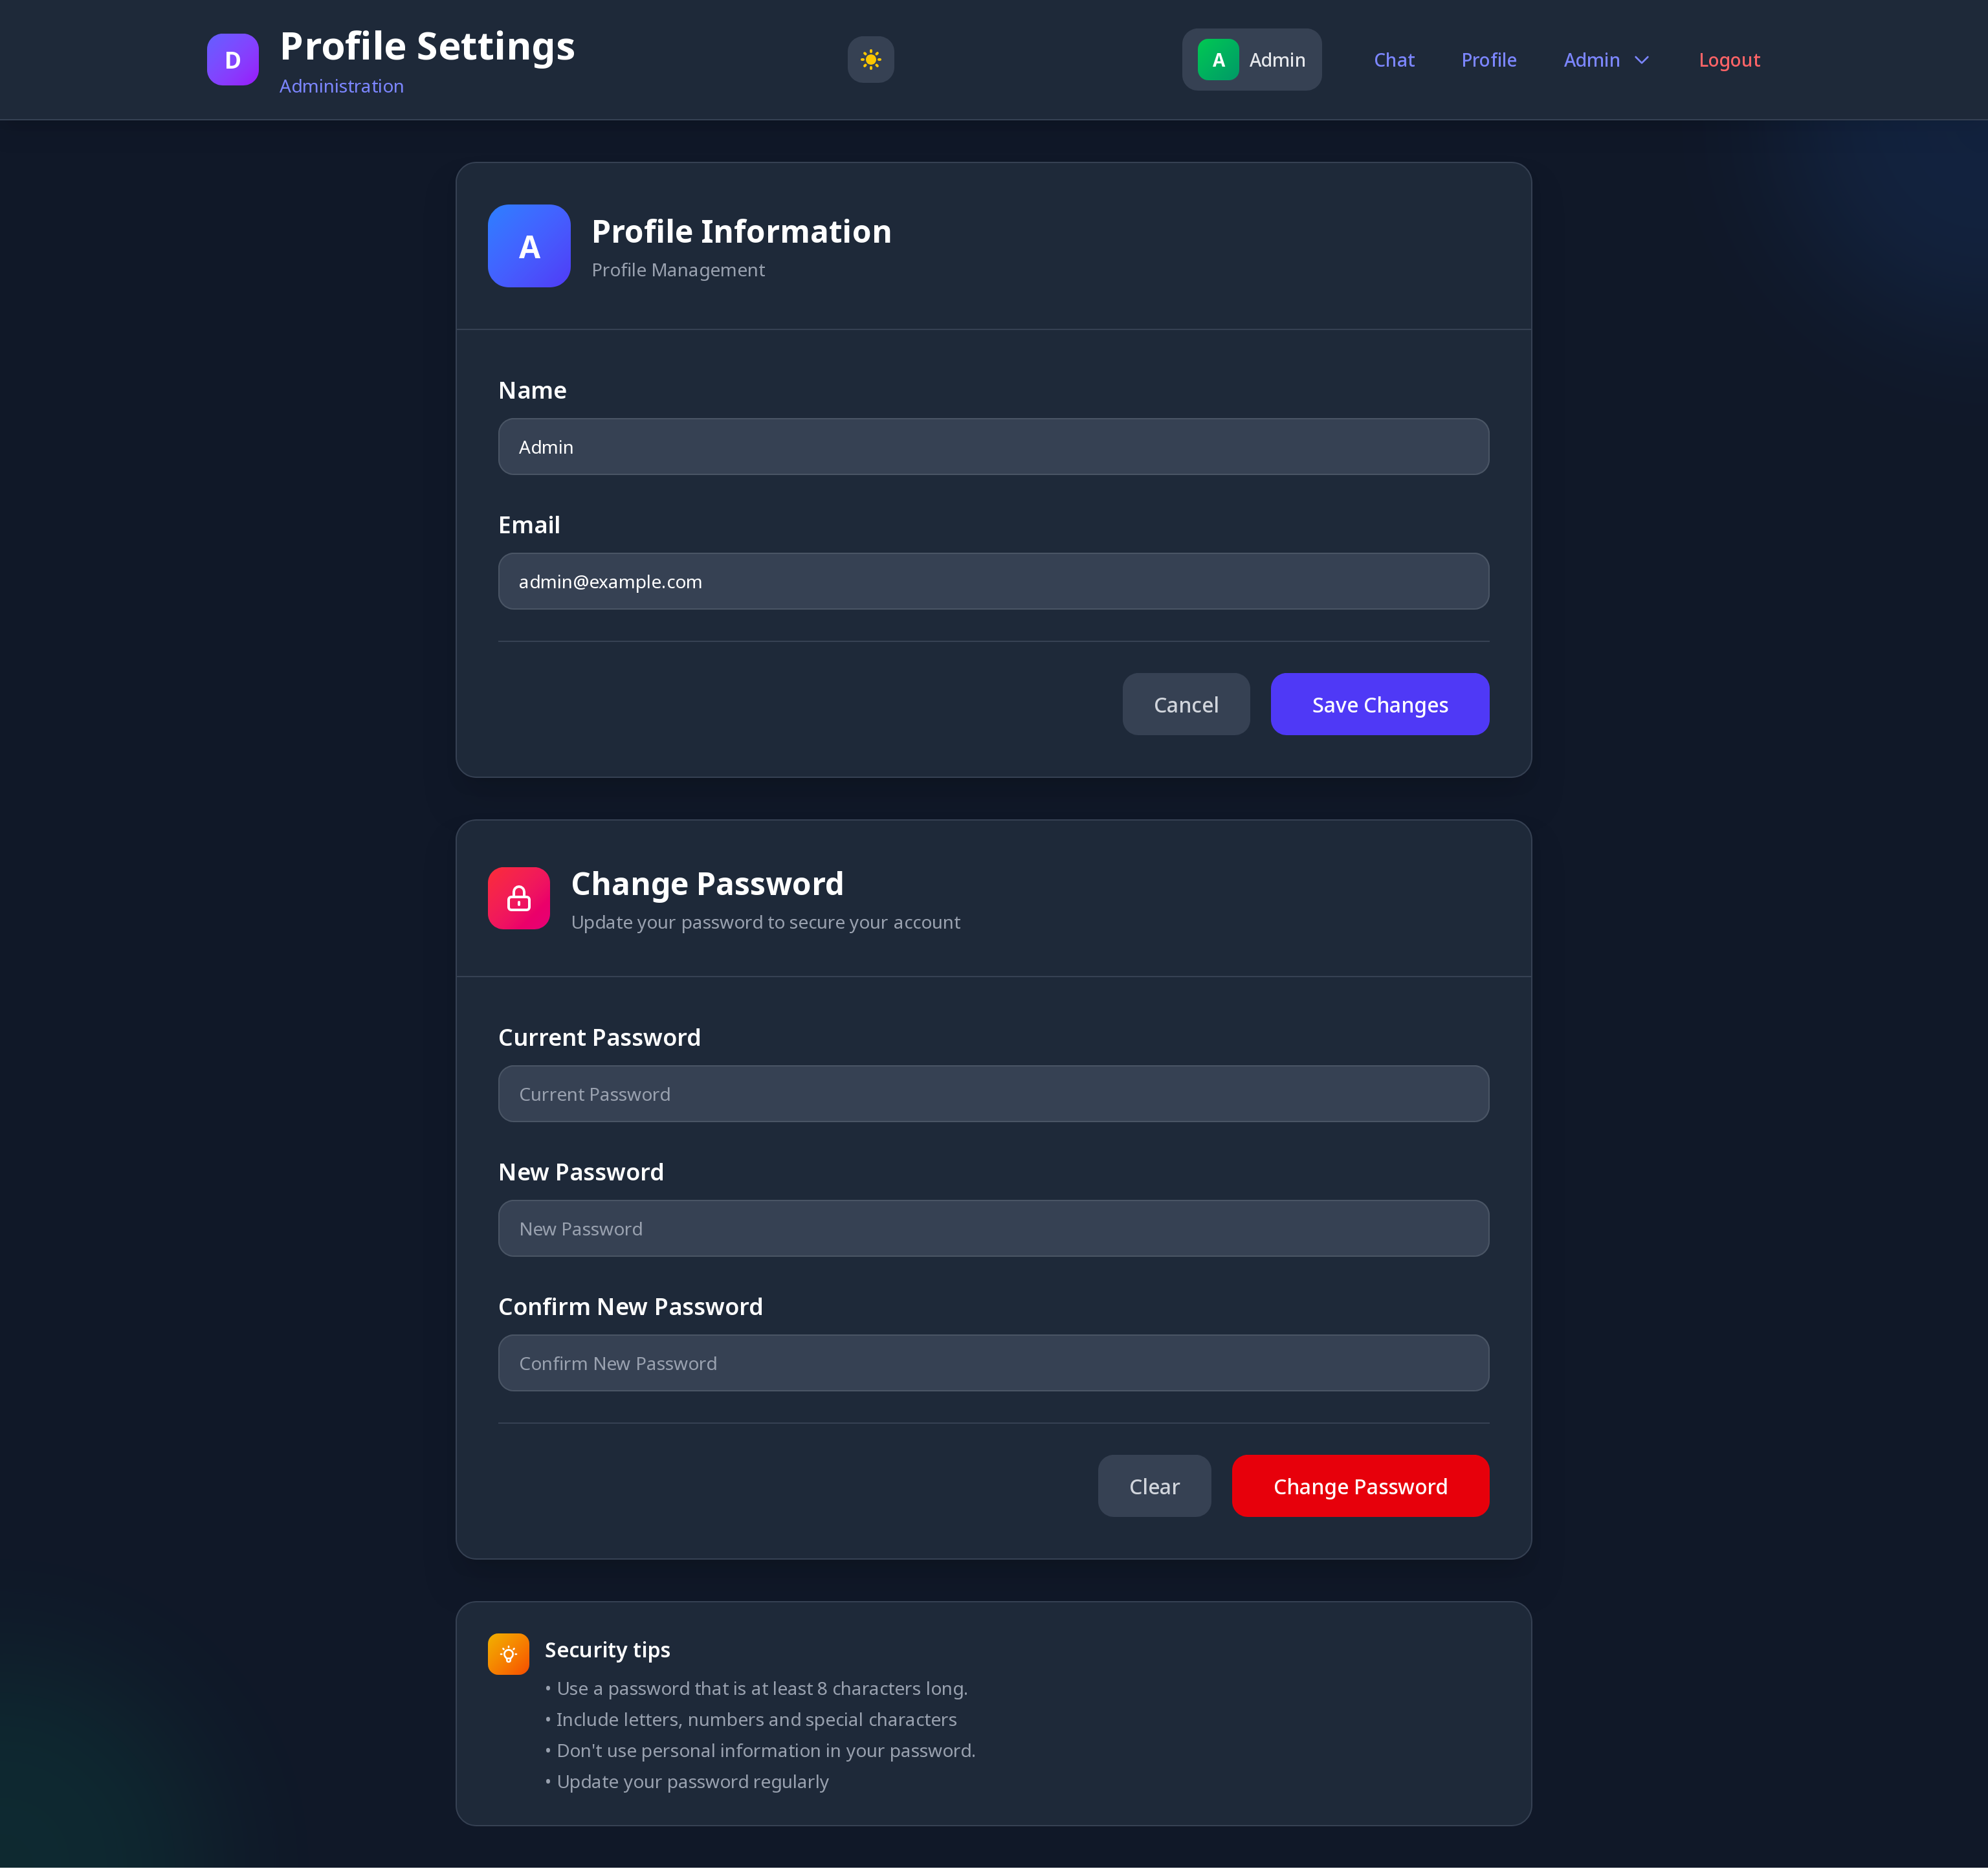 D
Profile Settings
Administration
A
Admin
Chat
Profile
Admin
Logout
A
Profile Information
Profile Management
Name
Admin
Email
admin@example.com
Cancel
Save Changes
Change Password
Update your password to secure your account
Current Password
Current Password
New Password
New Password
Confirm New Password
Confirm New Password
Clear
Change Password
Security tips
• Use a password that is at least 8 characters long.
• Include letters, numbers and special characters
• Don't use personal information in your password.
• Update your password regularly